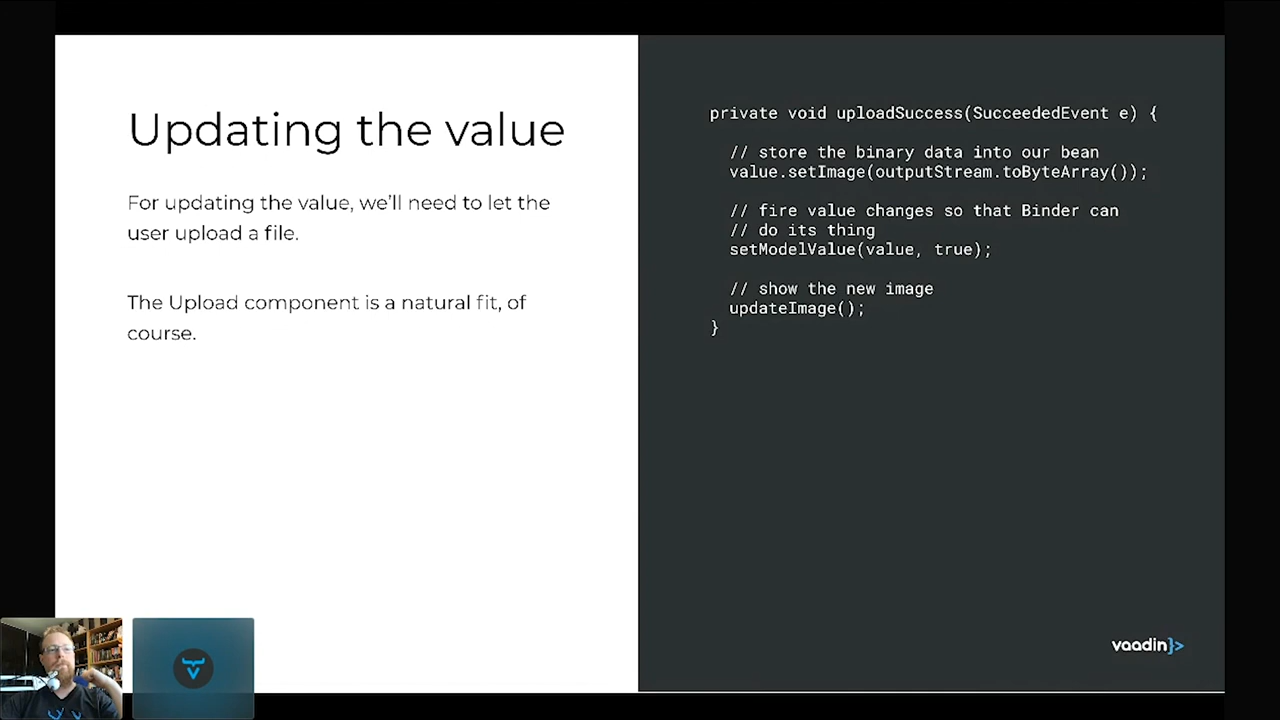 Updating the value
For updating the value, we'll need to let the
user upload a file.
The Upload component is a natural fit, of
course.
private void uploadSuccess(SucceededEvent e) {
// store the binary data into our bean
value.setImage(outputStream.toByteArray());
// fire value changes so that Binder can
// do its thing
setModelValue(value, true);
// show the new image
updateImage();
}
vaadin}>